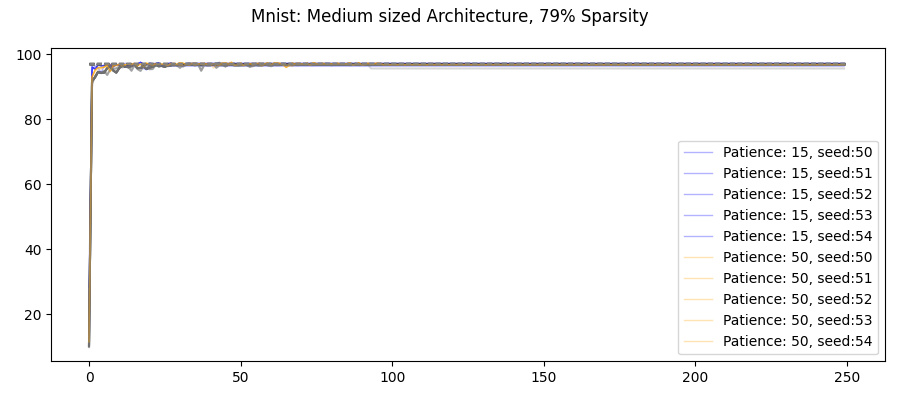 Mnist: Medium sized Architecture, 79% Sparsity
100
80
60
40
20
0 50 100 150 200 250
Patience: 15, seed:50
Patience: 15, seed:51
Patience: 15, seed:52
Patience: 15, seed:53
Patience: 15, seed:54
Patience: 50, seed:50
Patience: 50, seed:51
Patience: 50, seed:52
Patience: 50, seed:53
Patience: 50, seed:54